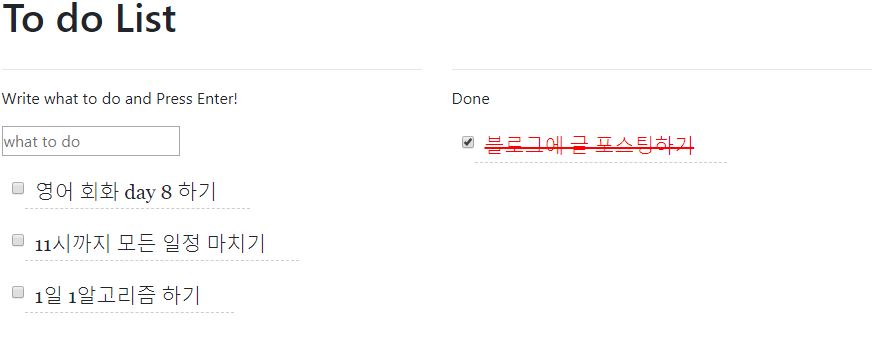 To do List
Write what to do and Press Enter!
what to do
영어 회화 day 8 하기
11시까지 모든 일정 마치기
1일 1알고리즘 하기
Done
블로그에 글 포스팅하기